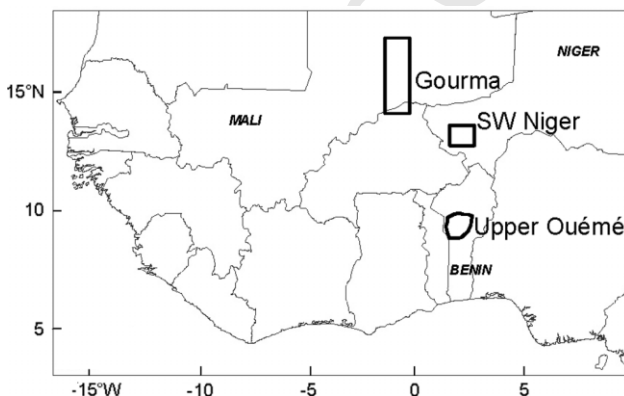 NIGER
Gourma
15°N
MALI
SW Niger
10
Upper Ouémé
BENIN
5
-15°W -10 -5 0 5